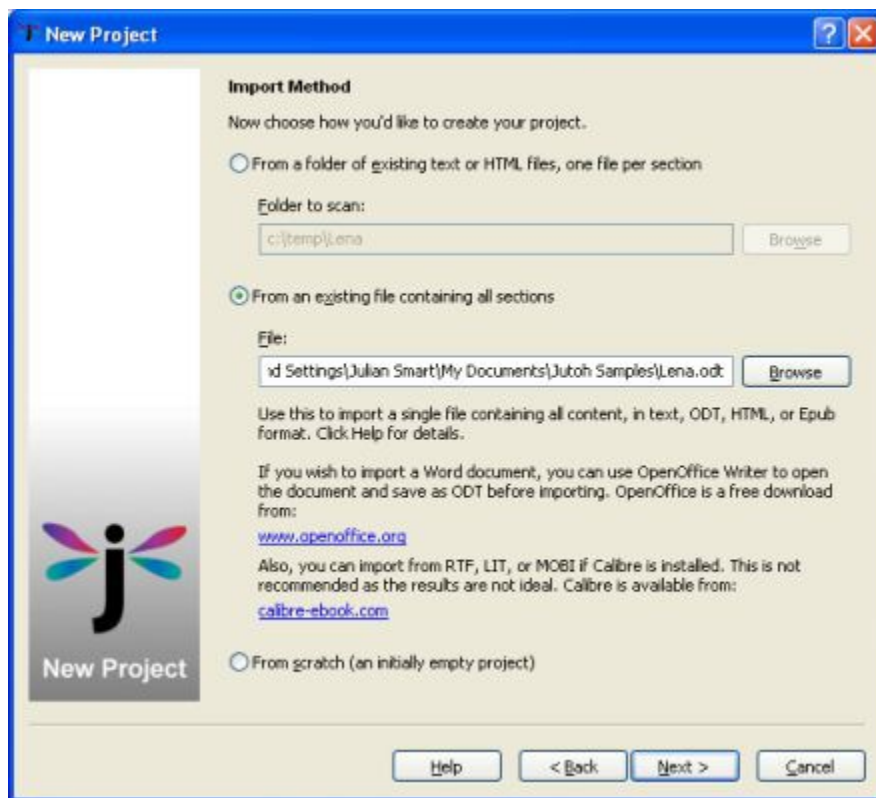 New Project
Import Method
Now choose how you'd like to create your project.
From a folder of existing text or HTML files, one file per section
Folder to scan:
c:\temp\Lena
Browse
From an existing file containing all sections
File:
d Settings\Julian Smart\My Documents\Jutoh Samples\Lena.odt
Browse
Use this to import a single file containing all content, in text, ODT, HTML, or Epub
format. Click Help for details.
If you wish to import a Word document, you can use OpenOffice Writer to open
the document and save as ODT before importing. OpenOffice is a free download
from:
www.openoffice.org
Also, you can import from RTF, LIT, or MOBI if Calibre is installed. This is not
recommended as the results are not ideal. Calibre is available from:
calibre-ebook.com
New Project
From scratch (an initially empty project)
Help
< Back
Next >
Cancel